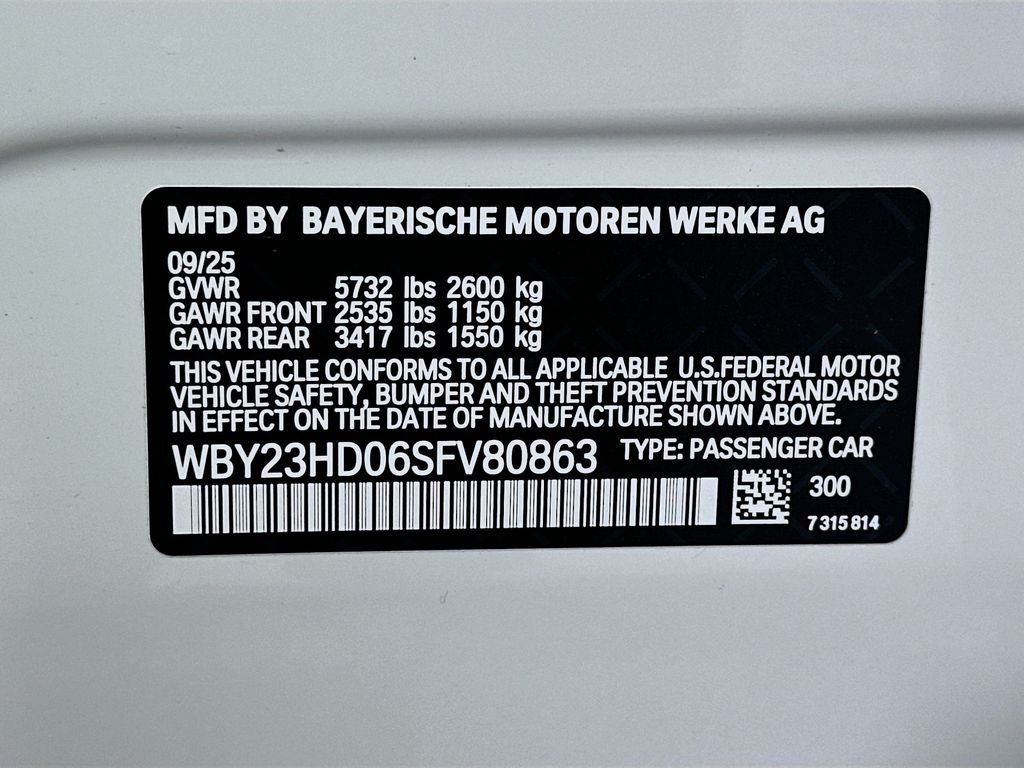 MFD BY BAYERISCHE MOTOREN WERKE AG
09/25
GVWR 5732 lbs 2600 kg
GAWR FRONT 2535 lbs 1150 kg
GAWR REAR 3417 lbs 1550 kg
THIS VEHICLE CONFORMS TO ALL APPLICABLE U.S.FEDERAL MOTOR
VEHICLE SAFETY, BUMPER AND THEFT PREVENTION STANDARDS
IN EFFECT ON THE DATE OF MANUFACTURE SHOWN ABOVE.
WBY23HD06SFV80863 TYPE: PASSENGER CAR
300
7 315 814